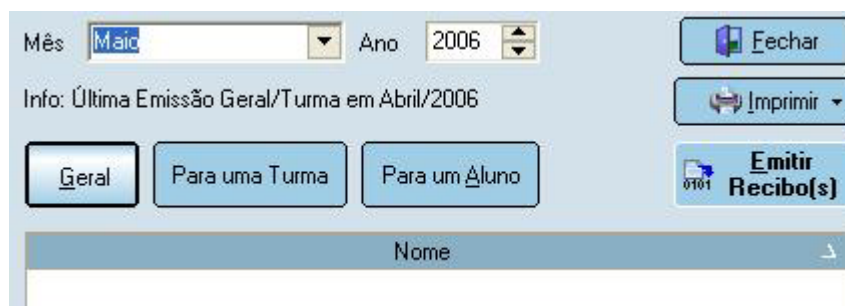 Mês Maio Ano 2006 Fechar
Info: Última Emissão Geral/Turma em Abril/2006 Imprimir
Geral Para uma Turma Para um Aluno 0101 Emitir
Recibo(s)
Nome